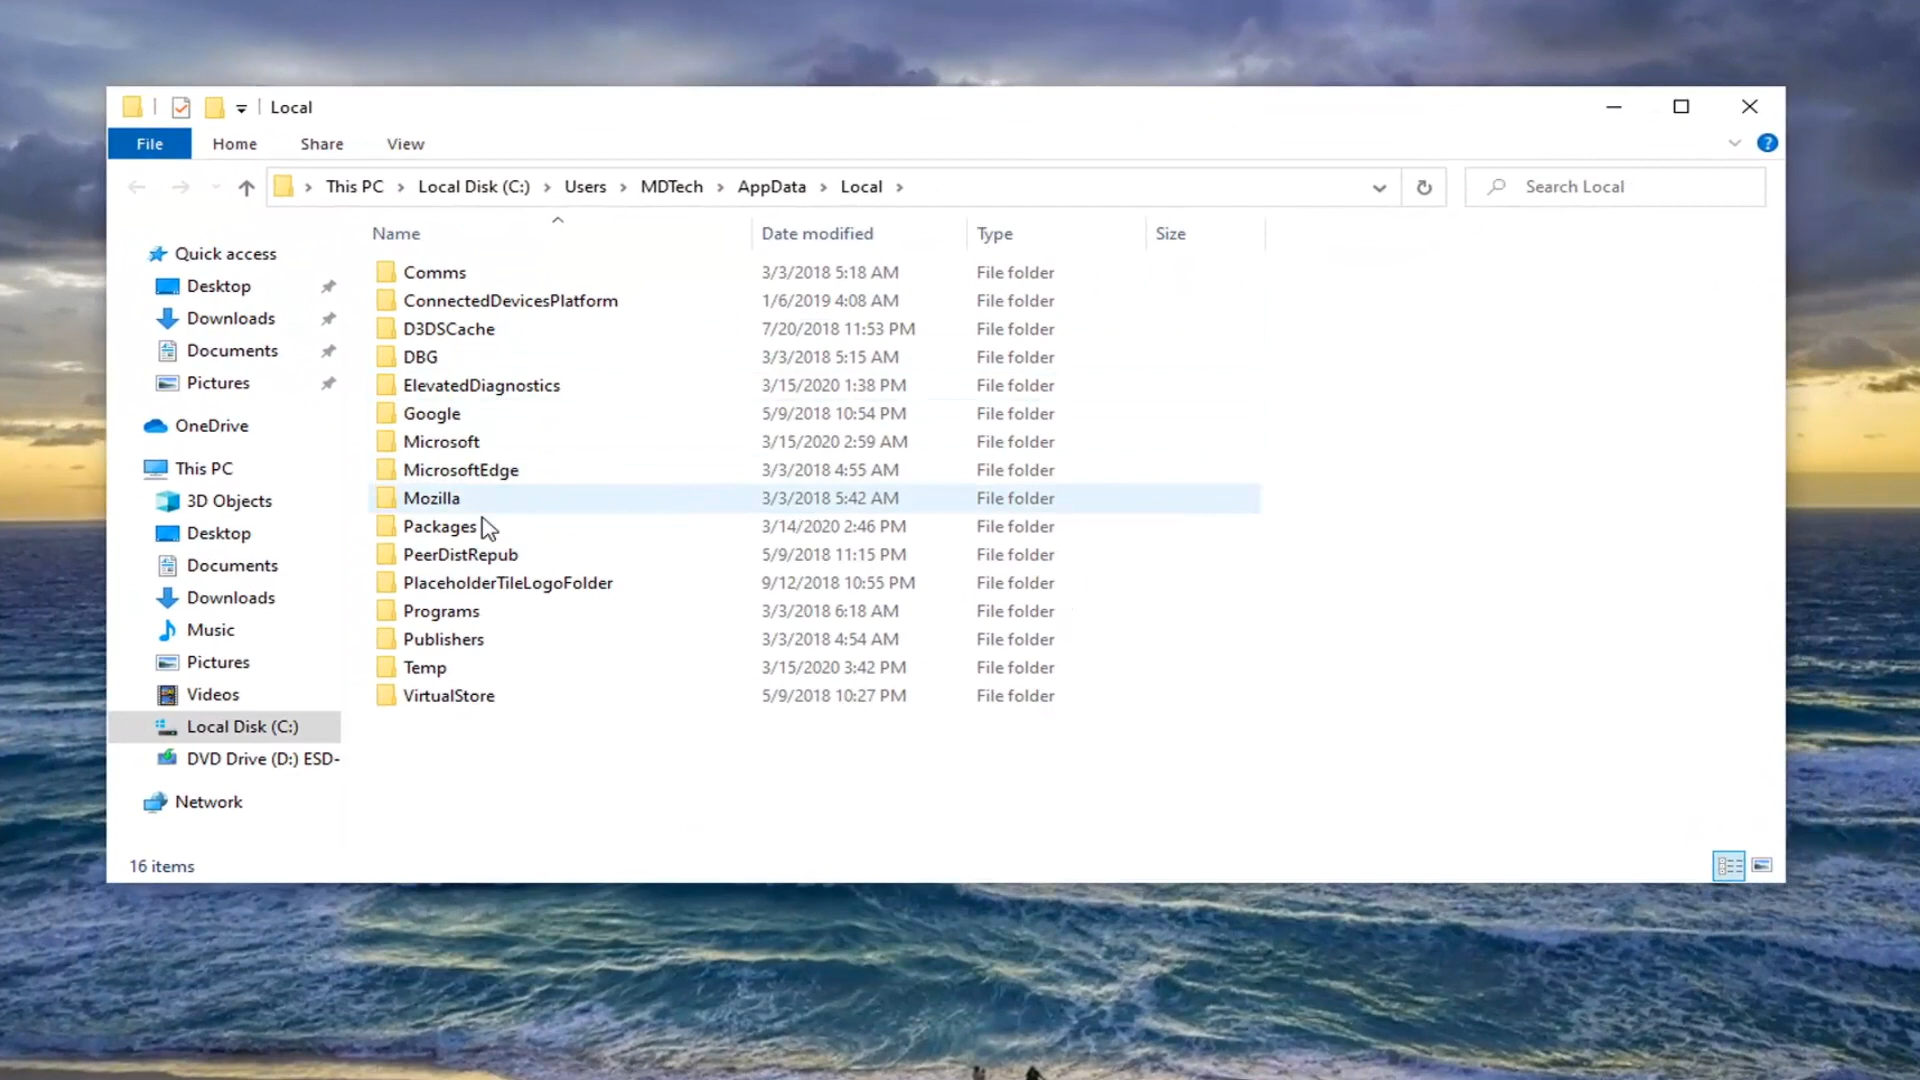 Local
File Home Share View
This PC Local Disk (C:) Users MDTech AppData Local
Search Local
Name Date modified Type Size
Quick access
Desktop
Downloads
Documents
Pictures
OneDrive
This PC
3D Objects
Desktop
Documents
Downloads
Music
Pictures
Videos
Local Disk (C:)
DVD Drive (D:) ESD-
Network
Comms 3/3/2018 5:18 AM File folder
ConnectedDevicesPlatform 1/6/2019 4:08 AM File folder
D3DSCache 7/20/2018 11:53 PM File folder
DBG 3/3/2018 5:15 AM File folder
ElevatedDiagnostics 3/15/2020 1:38 PM File folder
Google 5/9/2018 10:54 PM File folder
Microsoft 3/15/2020 2:59 AM File folder
MicrosoftEdge 3/3/2018 4:55 AM File folder
Mozilla 3/3/2018 5:42 AM File folder
Packages 3/14/2020 2:46 PM File folder
PeerDistRepub 5/9/2018 11:15 PM File folder
PlaceholderTileLogoFolder 9/12/2018 10:55 PM File folder
Programs 3/3/2018 6:18 AM File folder
Publishers 3/3/2018 4:54 AM File folder
Temp 3/15/2020 3:42 PM File folder
VirtualStore 5/9/2018 10:27 PM File folder
16 items